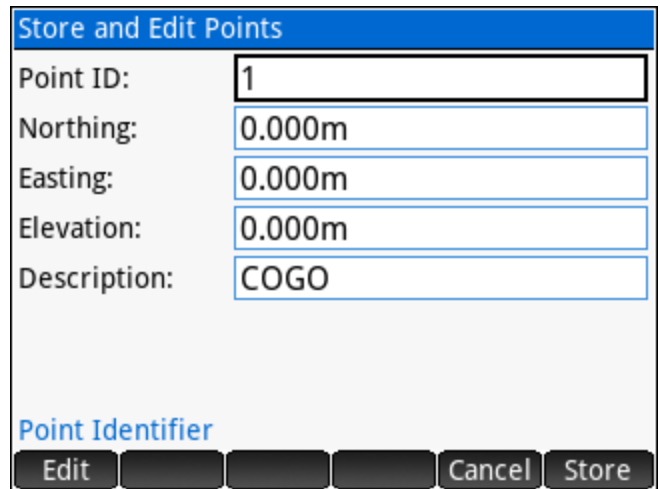 Store and Edit Points
Point ID: 1
Northing: 0.000m
Easting: 0.000m
Elevation: 0.000m
Description: COGO
Point Identifier
Edit Cancel Store